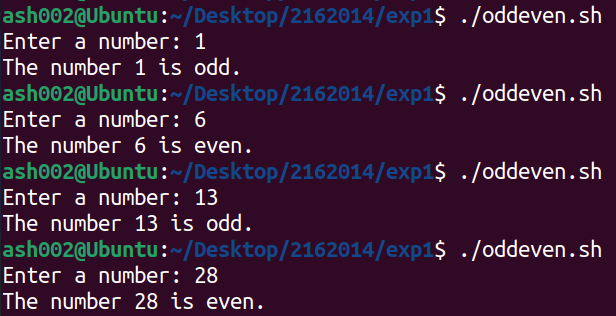 ash002@Ubuntu:~/Desktop/2162014/exp1$ ./oddeven.sh
Enter a number: 1
The number 1 is odd.
ash002@Ubuntu:~/Desktop/2162014/exp1$ ./oddeven.sh
Enter a number: 6
The number 6 is even.
ash002@Ubuntu:~/Desktop/2162014/exp1$ ./oddeven.sh
Enter a number: 13
The number 13 is odd.
ash002@Ubuntu:~/Desktop/2162014/exp1$ ./oddeven.sh
Enter a number: 28
The number 28 is even.